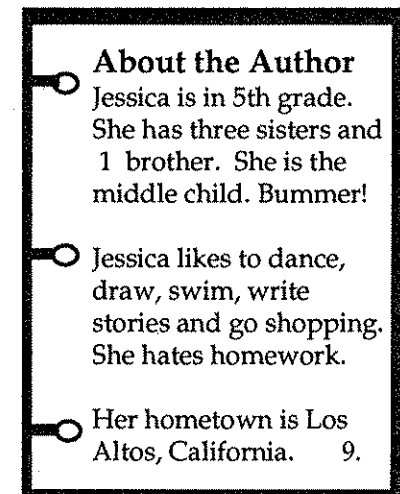 About the Author
Jessica is in 5th grade.
She has three sisters and
1 brother. She is the
middle child. Bummer!
Jessica likes to dance,
draw, swim, write
stories and go shopping.
She hates homework.
Her hometown is Los
Altos, California. 9.